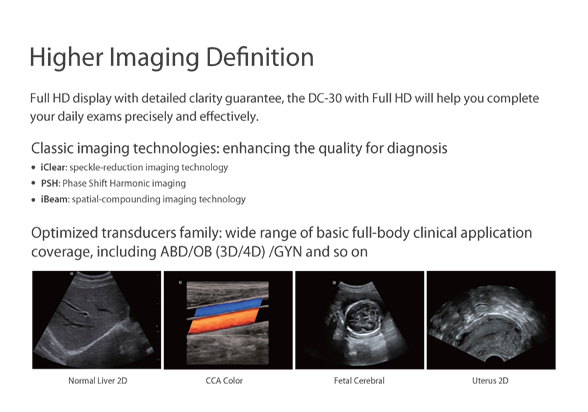 Higher Imaging Definition
Full HD display with detailed clarity guarantee, the DC-30 with Full HD will help you complete
your daily exams precisely and effectively.
Classic imaging technologies: enhancing the quality for diagnosis
• iClear: speckle-reduction imaging technology
• PSH: Phase Shift Harmonic imaging
• iBeam: spatial-compounding imaging technology
Optimized transducers family: wide range of basic full-body clinical application
coverage, including ABD/OB (3D/4D) /GYN and so on
Normal Liver 2D
CCA Color
Fetal Cerebral
Uterus 2D